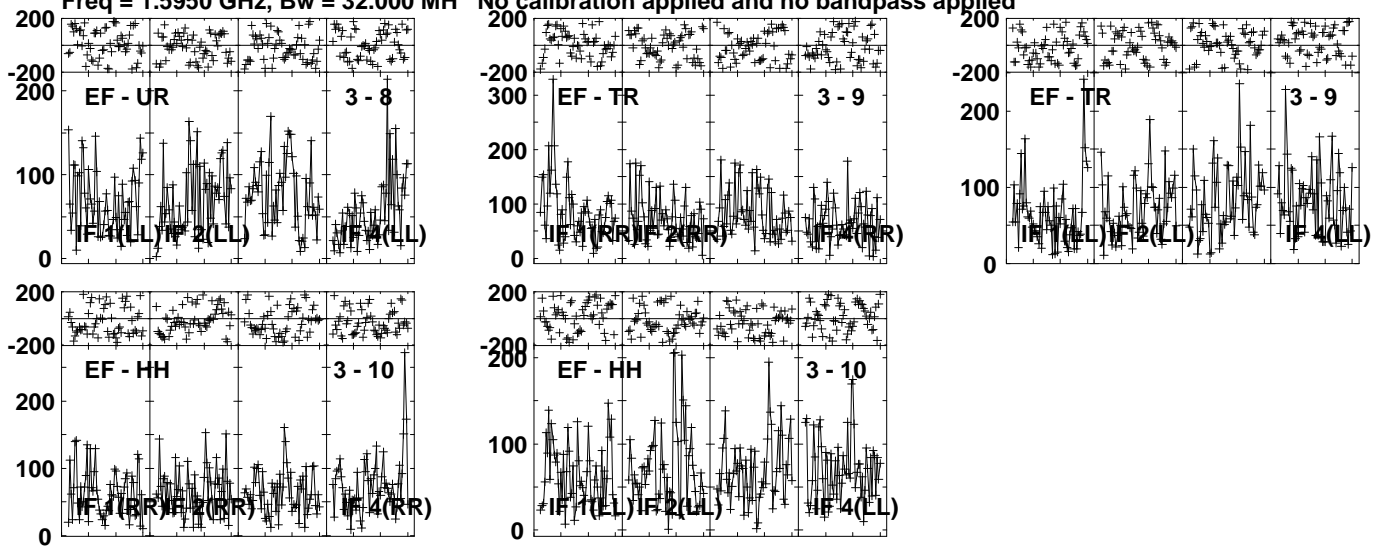 Freq = 1.5950 GHz, Bw = 32.000 MH No calibration applied and no bandpass applied
200
-200
200
100
0
EF - UR 3 - 8
IF 1(LL) IF 2(LL) IF 4(LL)
200
-200
300
200
100
0
EF - TR 3 - 9
IF 1(RR) IF 2(RR) IF 4(RR)
200
-200
200
100
0
EF - TR 3 - 9
IF 1(LL) IF 2(LL) IF 4(LL)
200
-200
200
100
0
EF - HH 3 - 10
IF 1(RR) IF 2(RR) IF 4(RR)
200
-200
200
100
0
EF - HH 3 - 10
IF 1(LL) IF 2(LL) IF 4(LL)